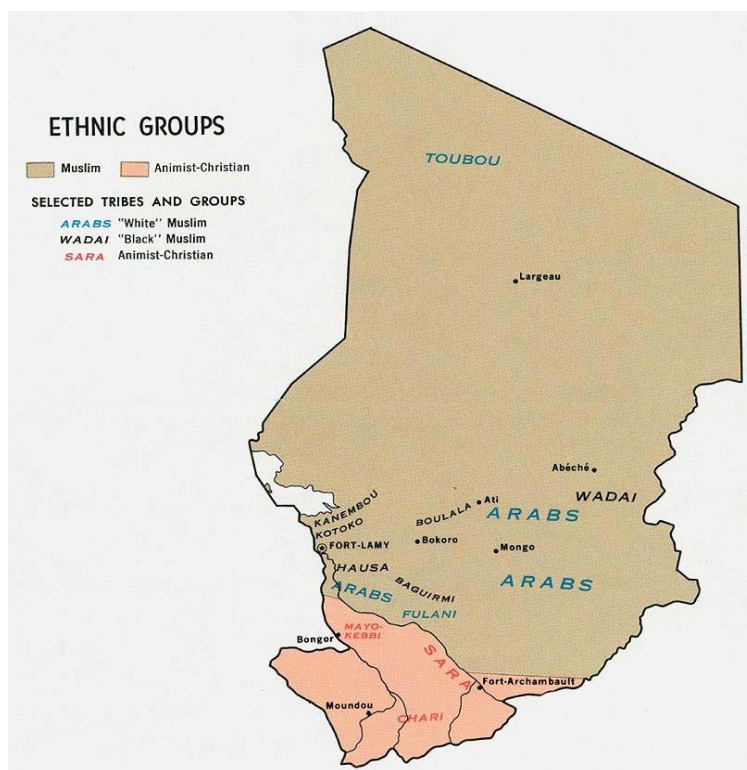 ETHNIC GROUPS
Muslim
Animist-Christian
SELECTED TRIBES AND GROUPS
ARABS "White" Muslim
WADAI "Black" Muslim
SARA Animist-Christian
TOUBOU
Largeau
Abéché
WADAI
Ati
ARABS
KANEMBOU
KOTOKO
BOULALA
FORT-LAMY
Bokoro
Mongo
HAUSA
ARABS
BAGUIRMI
ARABS
FULANI
MAYO-
KEBBI
Bongor
SARA
Fort-Archambault
Moundou
CHARI